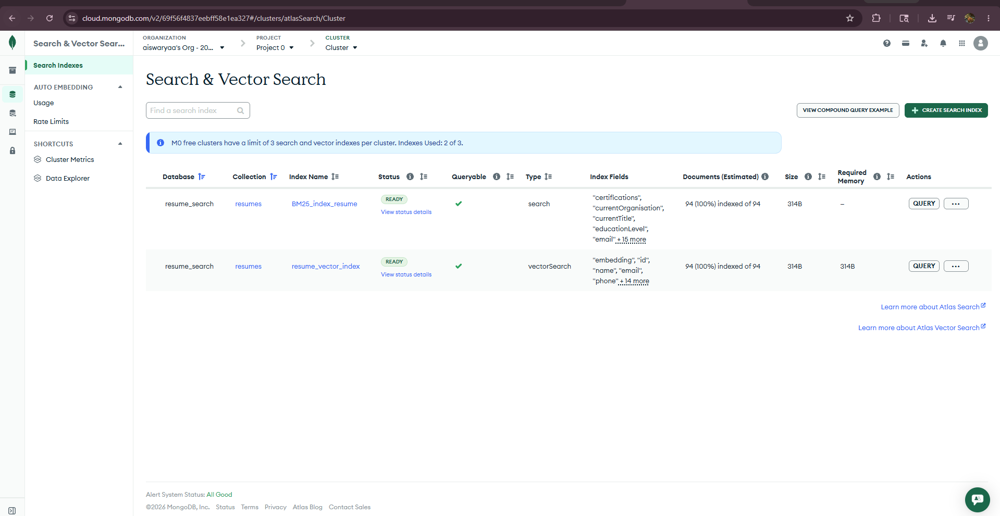 cloud.mongodb.com/v2/69f56f4837eebff58e1ea327#/clusters/atlasSearch/Cluster
Search & Vector Sear...
ORGANIZATION
aiswaryaa's Org - 20...
PROJECT
Project 0
CLUSTER
Cluster
Search Indexes
AUTO EMBEDDING
Usage
Rate Limits
SHORTCUTS
Cluster Metrics
Data Explorer
Search & Vector Search
Find a search index
VIEW COMPOUND QUERY EXAMPLE
CREATE SEARCH INDEX
M0 free clusters have a limit of 3 search and vector indexes per cluster. Indexes Used: 2 of 3.
Database Collection Index Name Status Queryable Type Index Fields Documents (Estimated) Size Required Memory Actions
resume_search resumes BM25_index_resume READY
View status details
search
"certifications",
"currentOrganisation",
"currentTitle",
"educationLevel",
"email" + 15 more
94 (100%) indexed of 94 314B – QUERY ...
resume_search resumes resume_vector_index READY
View status details
vectorSearch
"embedding", "id",
"name", "email",
"phone" + 14 more
94 (100%) indexed of 94 314B 314B QUERY ...
Learn more about Atlas Search
Learn more about Atlas Vector Search
Alert System Status: All Good
©2026 MongoDB, Inc. Status Terms Privacy Atlas Blog Contact Sales